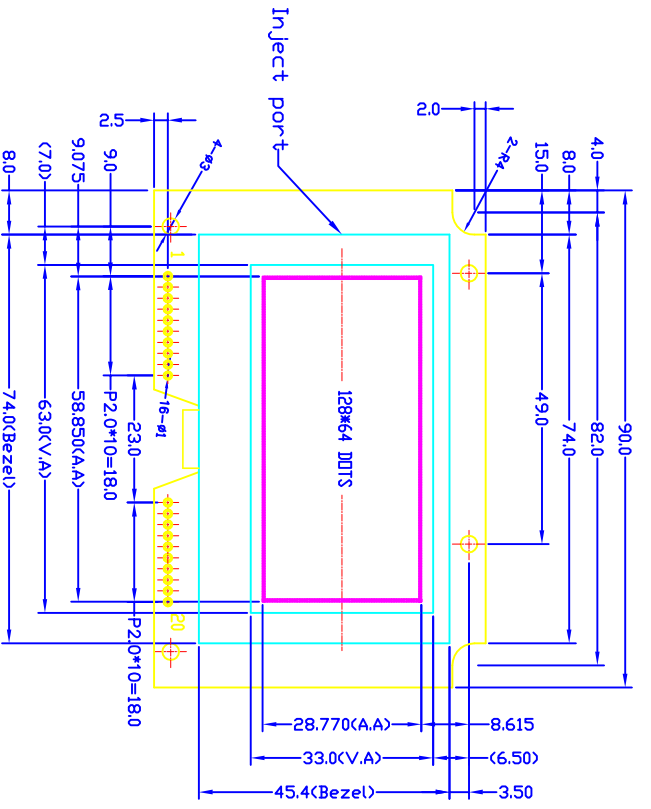 Inject port
2.0
2.5
4-ø3
2-R4
4.0
8.0
15.0
9.0
9.075
(7.0)
8.0
1
90.0
82.0
74.0
49.0
128*64 DOTS
16-ø1
23.0
P2.0*10=18.0
58.850(A.A)
63.0(V.A)
74.0(Bezel)
20
P2.0*10=18.0
28.770(A.A)
8.615
33.0(V.A)
(6.50)
45.4(Bezel)
3.50